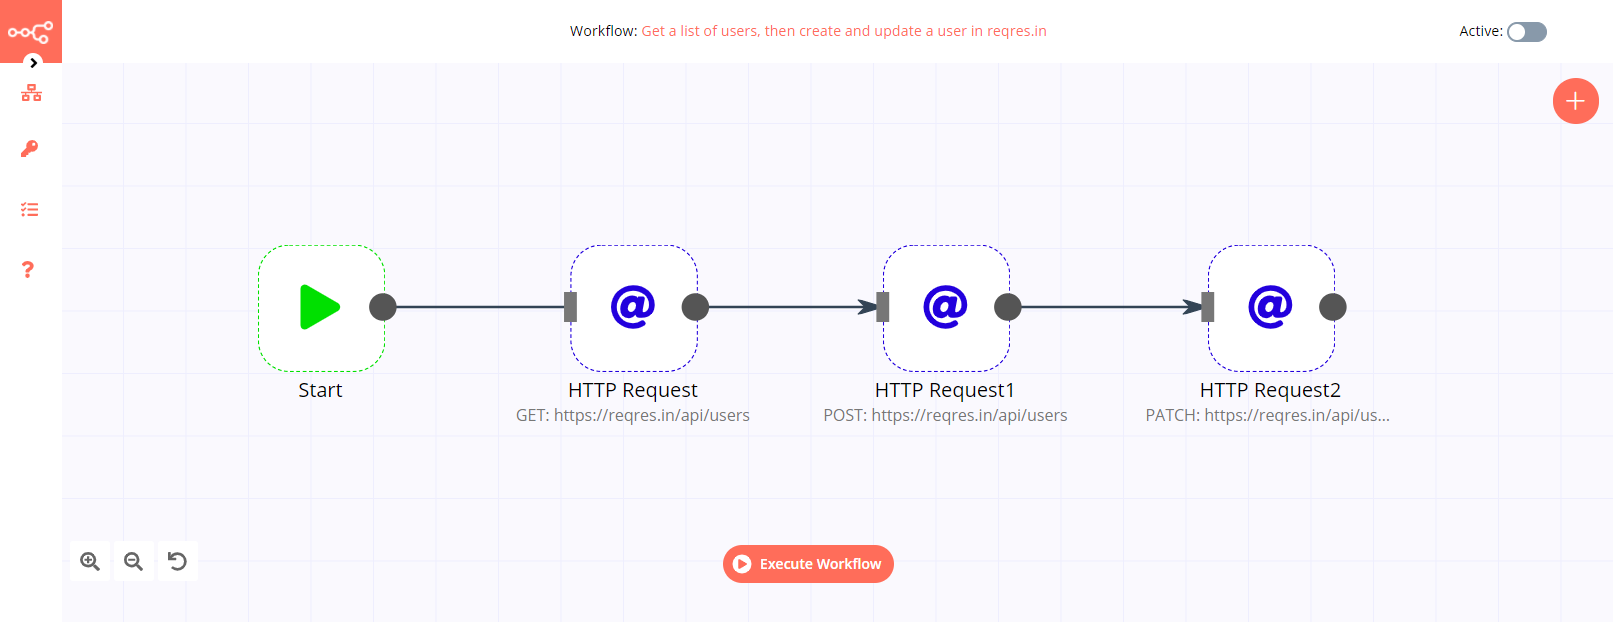 Workflow: Get a list of users, then create and update a user in reqres.in
Active:
Start
HTTP Request
GET: https://reqres.in/api/users
HTTP Request1
POST: https://reqres.in/api/users
HTTP Request2
PATCH: https://reqres.in/api/us...
Execute Workflow